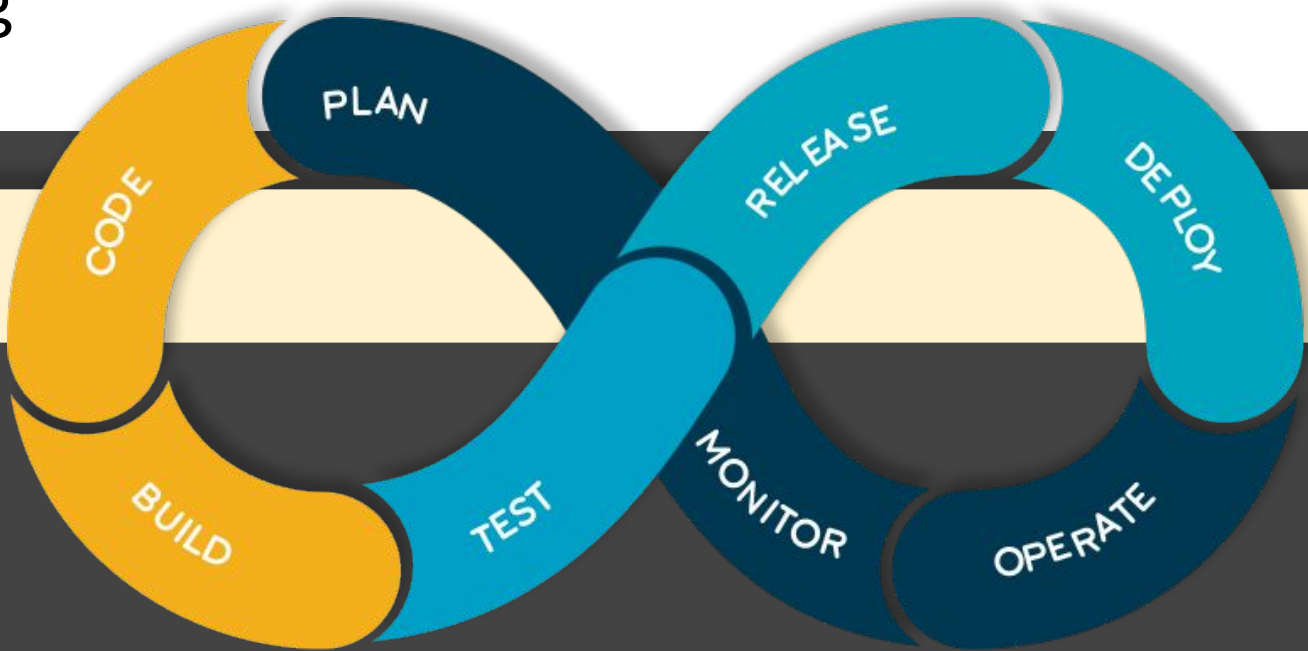 PLAN
CODE
BUILD
TEST
RELEASE
DEPLOY
OPERATE
MONITOR